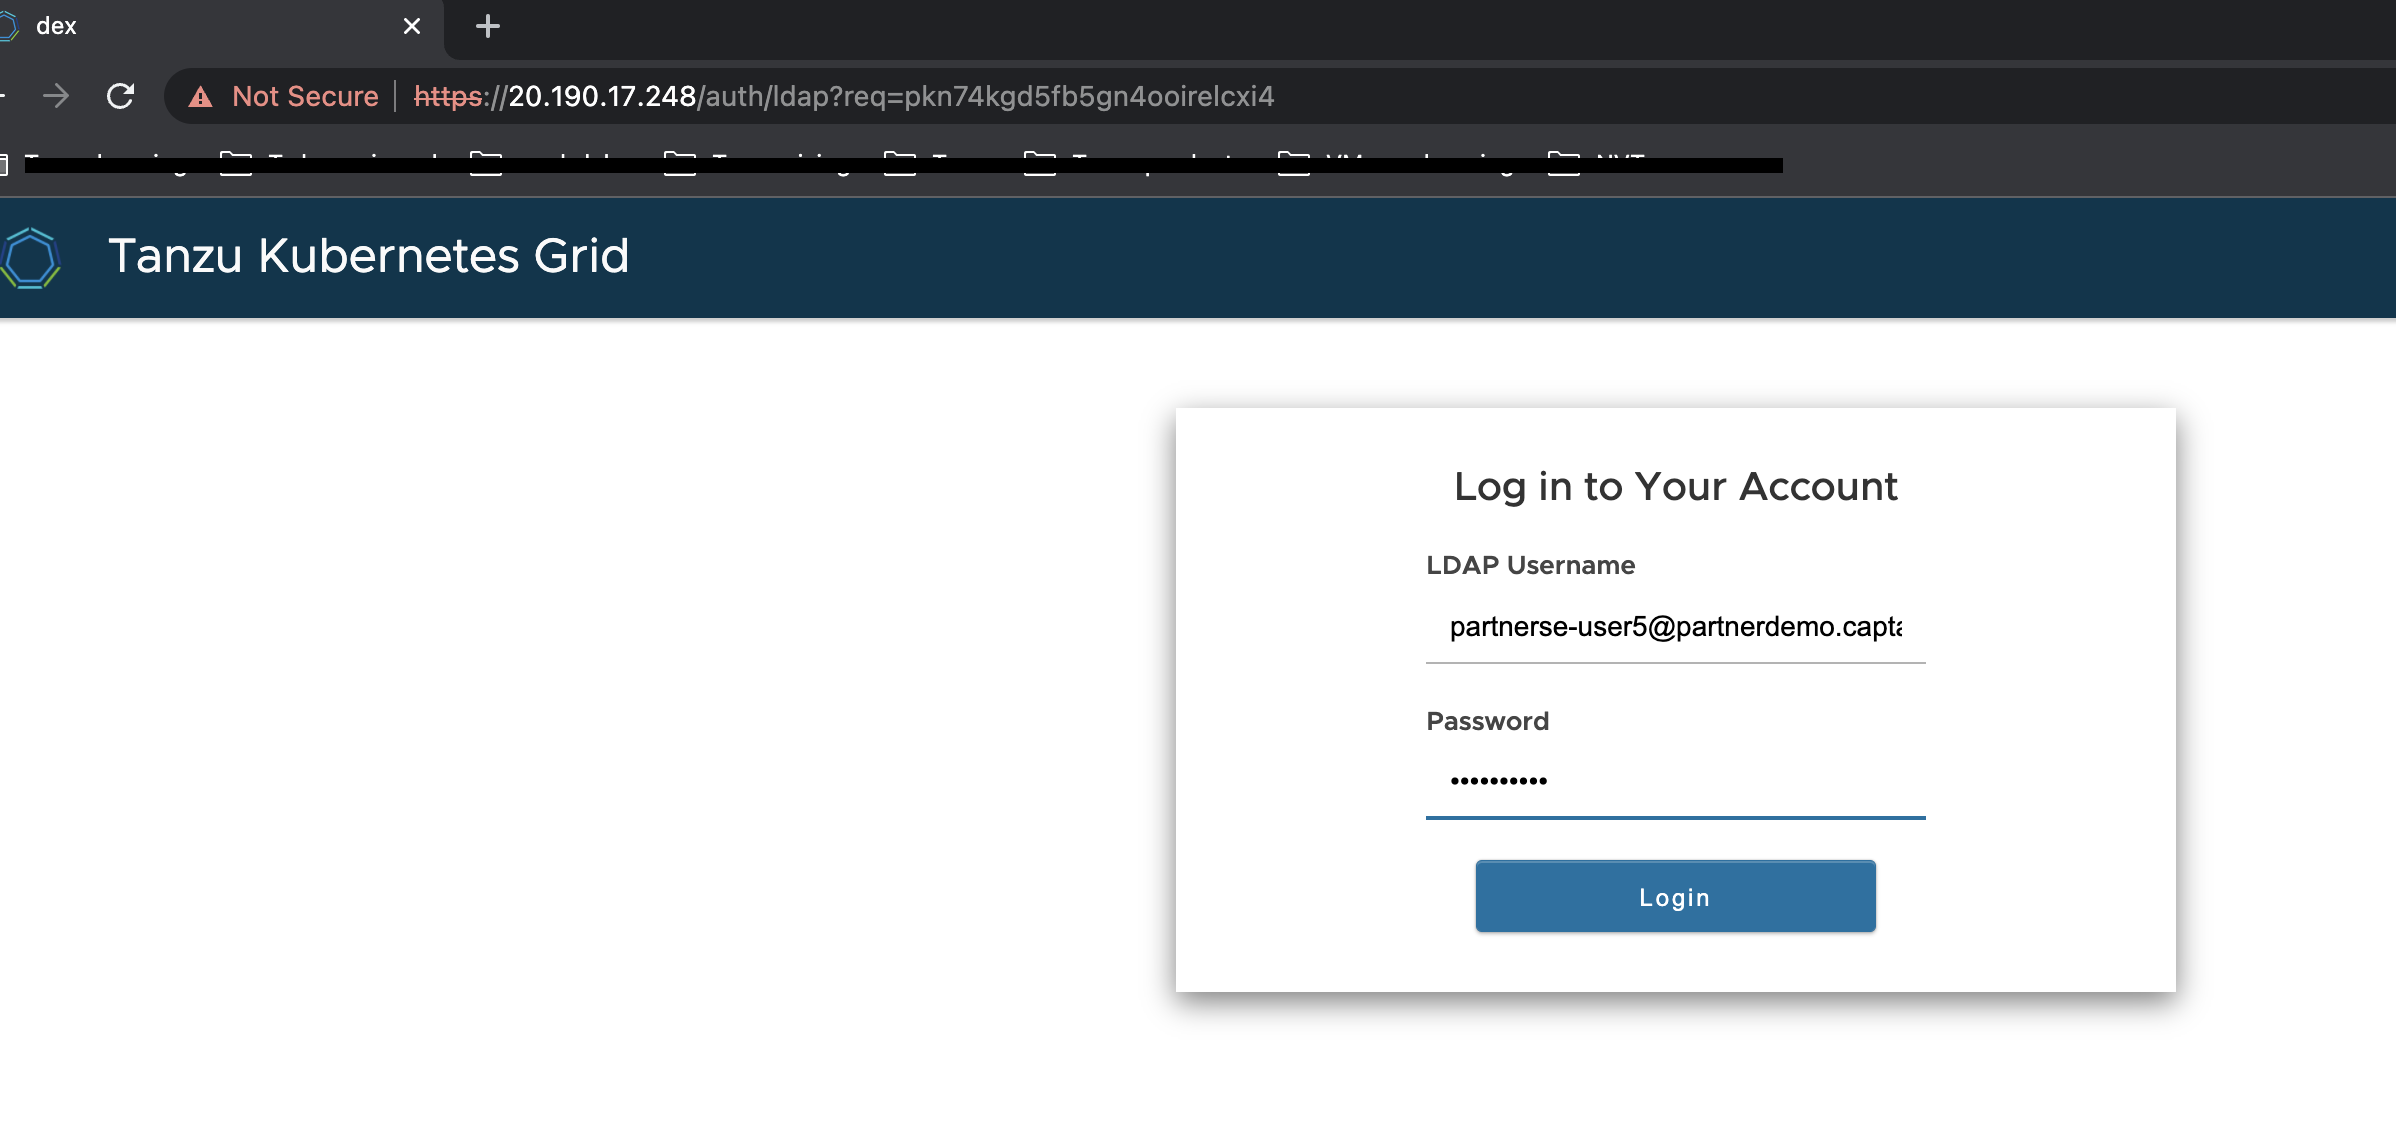 dex
Not Secure https://20.190.17.248/auth/ldap?req=pkn74kgd5fb5gn4ooirelcxi4
Tanzu Kubernetes Grid
Log in to Your Account
LDAP Username
partnerse-user5@partnerdemo.capta
Password
Login